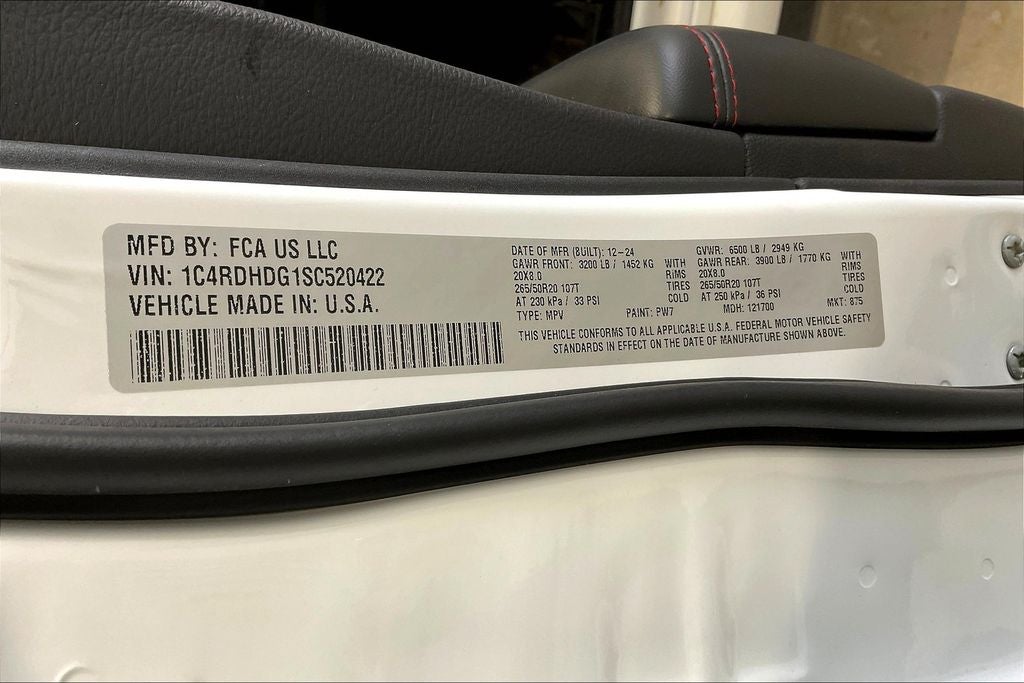 MFD BY: FCA US LLC
VIN: 1C4RDHDG1SC520422
VEHICLE MADE IN: U.S.A.
DATE OF MFR (BUILT): 12-24
GAWR FRONT: 3200 LB / 1452 KG WITH
20X8.0 RIMS
265/50R20 107T TIRES
AT 230 kPa / 33 PSI COLD
TYPE: MPV PAINT: PW7
GVWR: 6500 LB / 2949 KG
GAWR REAR: 3900 LB / 1770 KG WITH
20X8.0 RIMS
265/50R20 107T TIRES
AT 250 kPa / 36 PSI COLD
MDH: 121700 MKT: 875
THIS VEHICLE CONFORMS TO ALL APPLICABLE U.S.A. FEDERAL MOTOR VEHICLE SAFETY
STANDARDS IN EFFECT ON THE DATE OF MANUFACTURE SHOWN ABOVE.